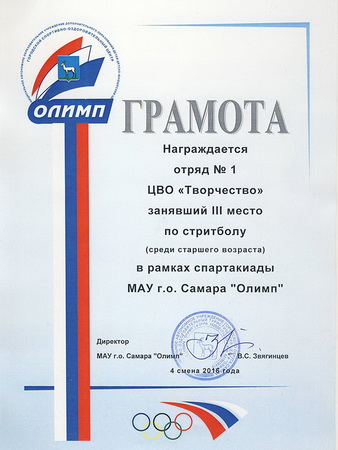 ОЛИМП
ГРАМОТА
Награждается
отряд № 1
ЦВО «Творчество»
занявший III место
по стритболу
(среди старшего возраста)
в рамках спартакиады
МАУ г.о. Самара "Олимп"
Директор
МАУ г.о. Самара "Олимп" В.С. Звягинцев
4 смена 2016 года